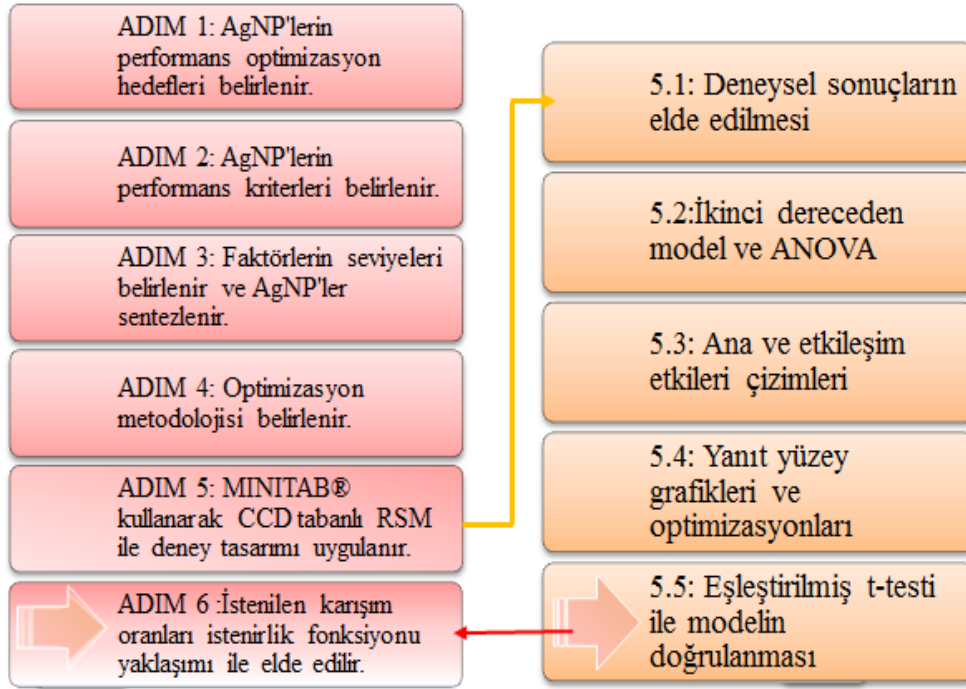 ADIM 1: AgNP'lerin
performans optimizasyon
hedefleri belirlenir.
ADIM 2: AgNP'lerin
performans kriterleri belirlenir.
ADIM 3: Faktörlerin seviyeleri
belirlenir ve AgNP'ler
sentezlenir.
ADIM 4: Optimizasyon
metodolojisi belirlenir.
ADIM 5: MINITAB®
kullanarak CCD tabanlı RSM
ile deney tasarımı uygulanır.
ADIM 6 :İstenilen karışım
oranları istenirlik fonksiyonu
yaklaşımı ile elde edilir.
5.1: Deneysel sonuçların
elde edilmesi
5.2:İkinci dereceden
model ve ANOVA
5.3: Ana ve etkileşim
etkileri çizimleri
5.4: Yanıt yüzey
grafikleri ve
optimizasyonları
5.5: Eşleştirilmiş t-testi
ile modelin
doğrulanması